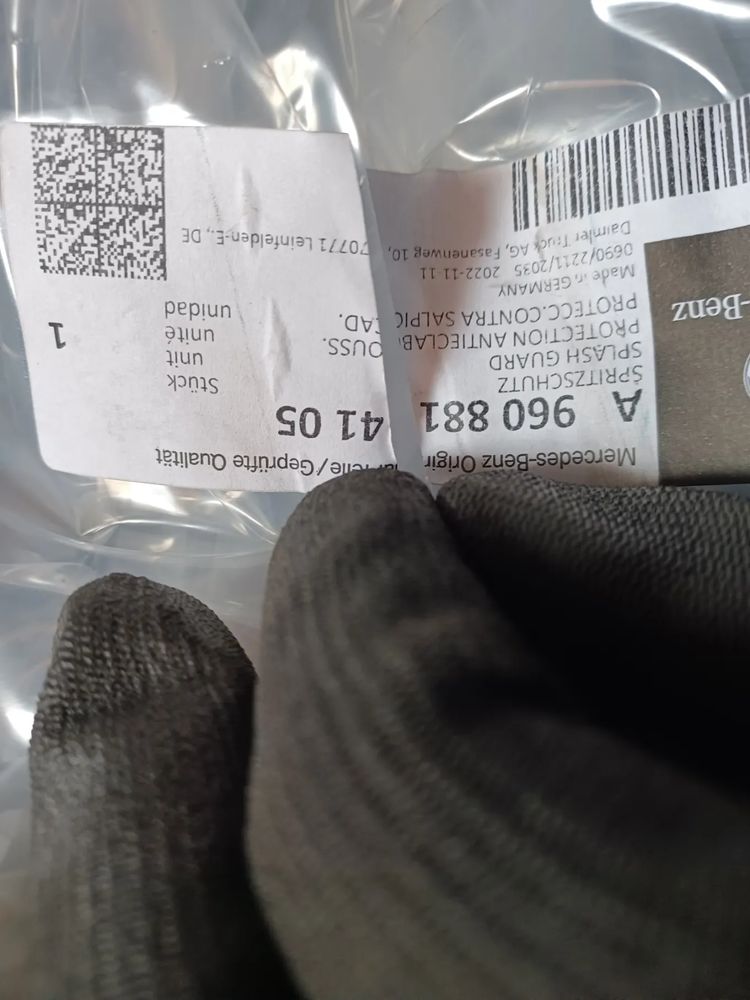 -Benz
Mercedes-Benz Origin
teile/Geprüfte Qualität
A 960 881 41 05
SPRITZSCHUTZ
SPLASH GUARD
PROTECTION ANTIECLAB OUSS.
PROTECC.CONTRA SALPIC AD.
Made in GERMANY
0690/2211/2035 2022-11-11
Daimler Truck AG, Fasanenweg 10, 70771 Leinfelden-E., DE
Stück
unit
unité
unidad
1